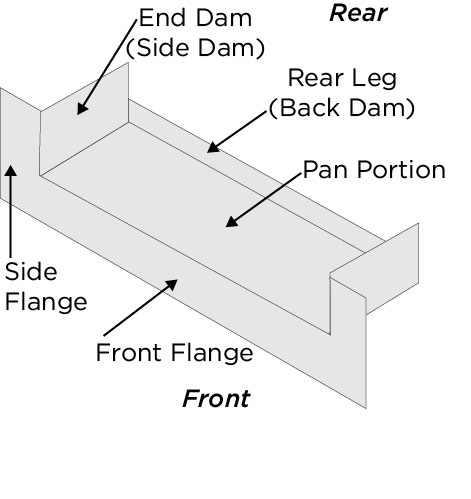 Rear
End Dam
(Side Dam)
Rear Leg
(Back Dam)
Pan Portion
Side
Flange
Front Flange
Front